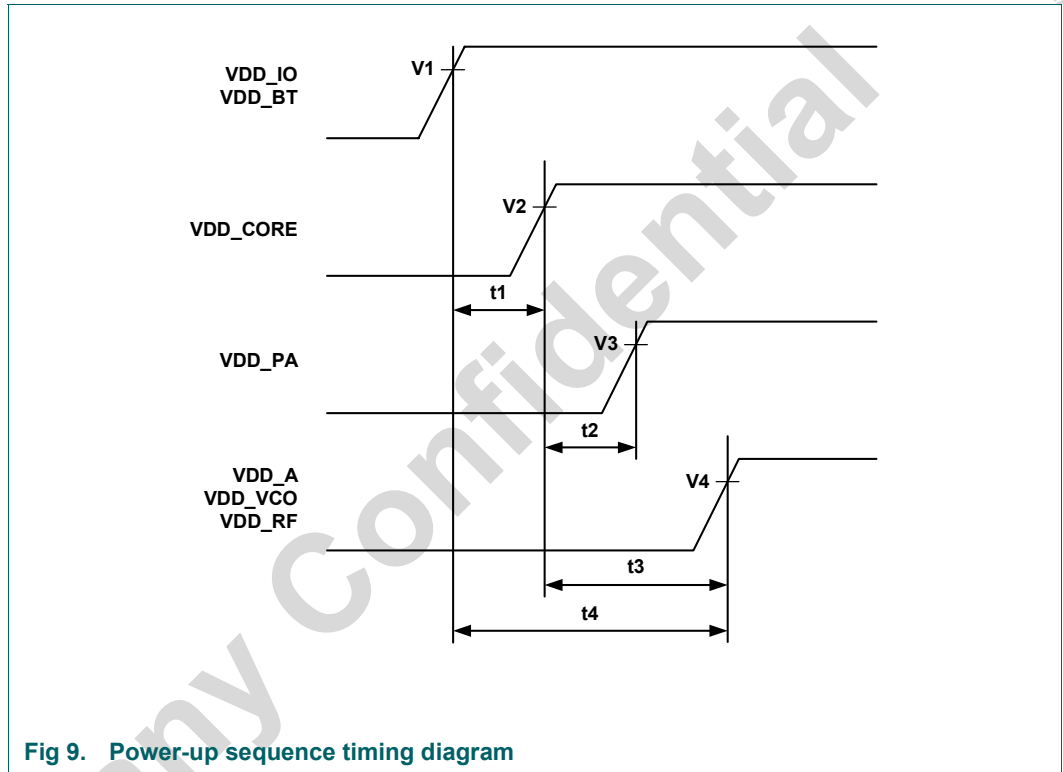 VDD_IO
VDD_BT
V1
VDD_CORE
V2
t1
VDD_PA
V3
t2
VDD_A
VDD_VCO
VDD_RF
V4
t3
t4
Fig 9. Power-up sequence timing diagram
ny Confidential